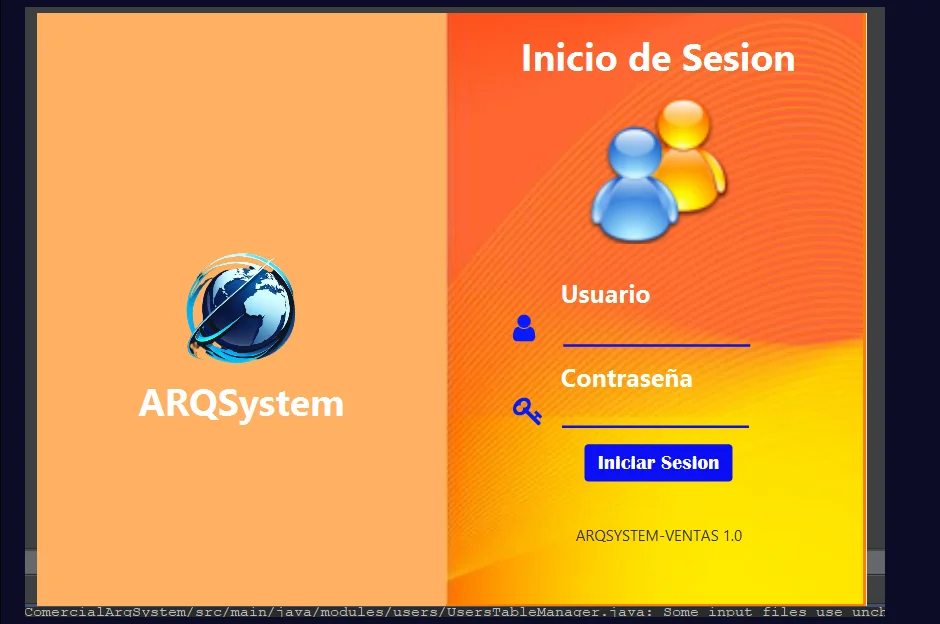 Inicio de Sesion
Usuario
ARQSystem
Contraseña
Iniciar Sesion
ARQSYSTEM-VENTAS 1.0
ComercialArqSystem/src/main/java/modules/users/UsersTableManager.java: Some input files use unch